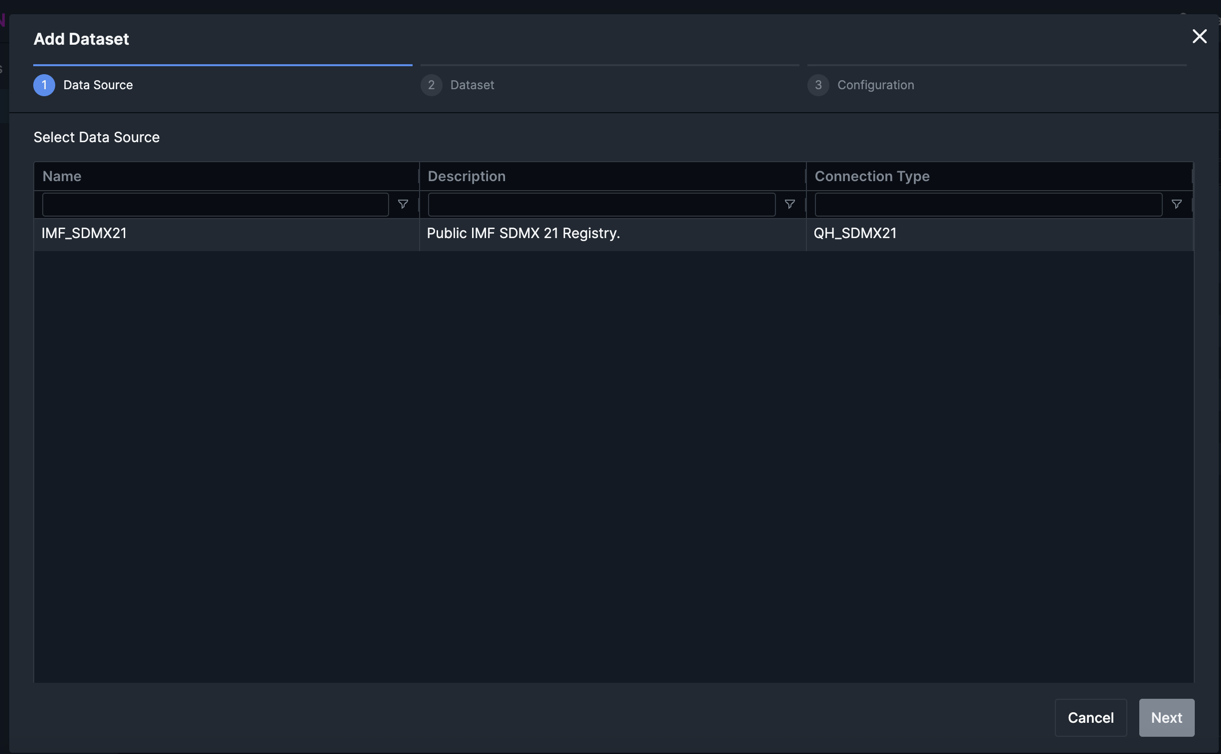 Add Dataset
1 Data Source
2 Dataset
3 Configuration
Select Data Source
Name Description Connection Type
IMF_SDMX21 Public IMF SDMX 21 Registry. QH_SDMX21
Cancel Next